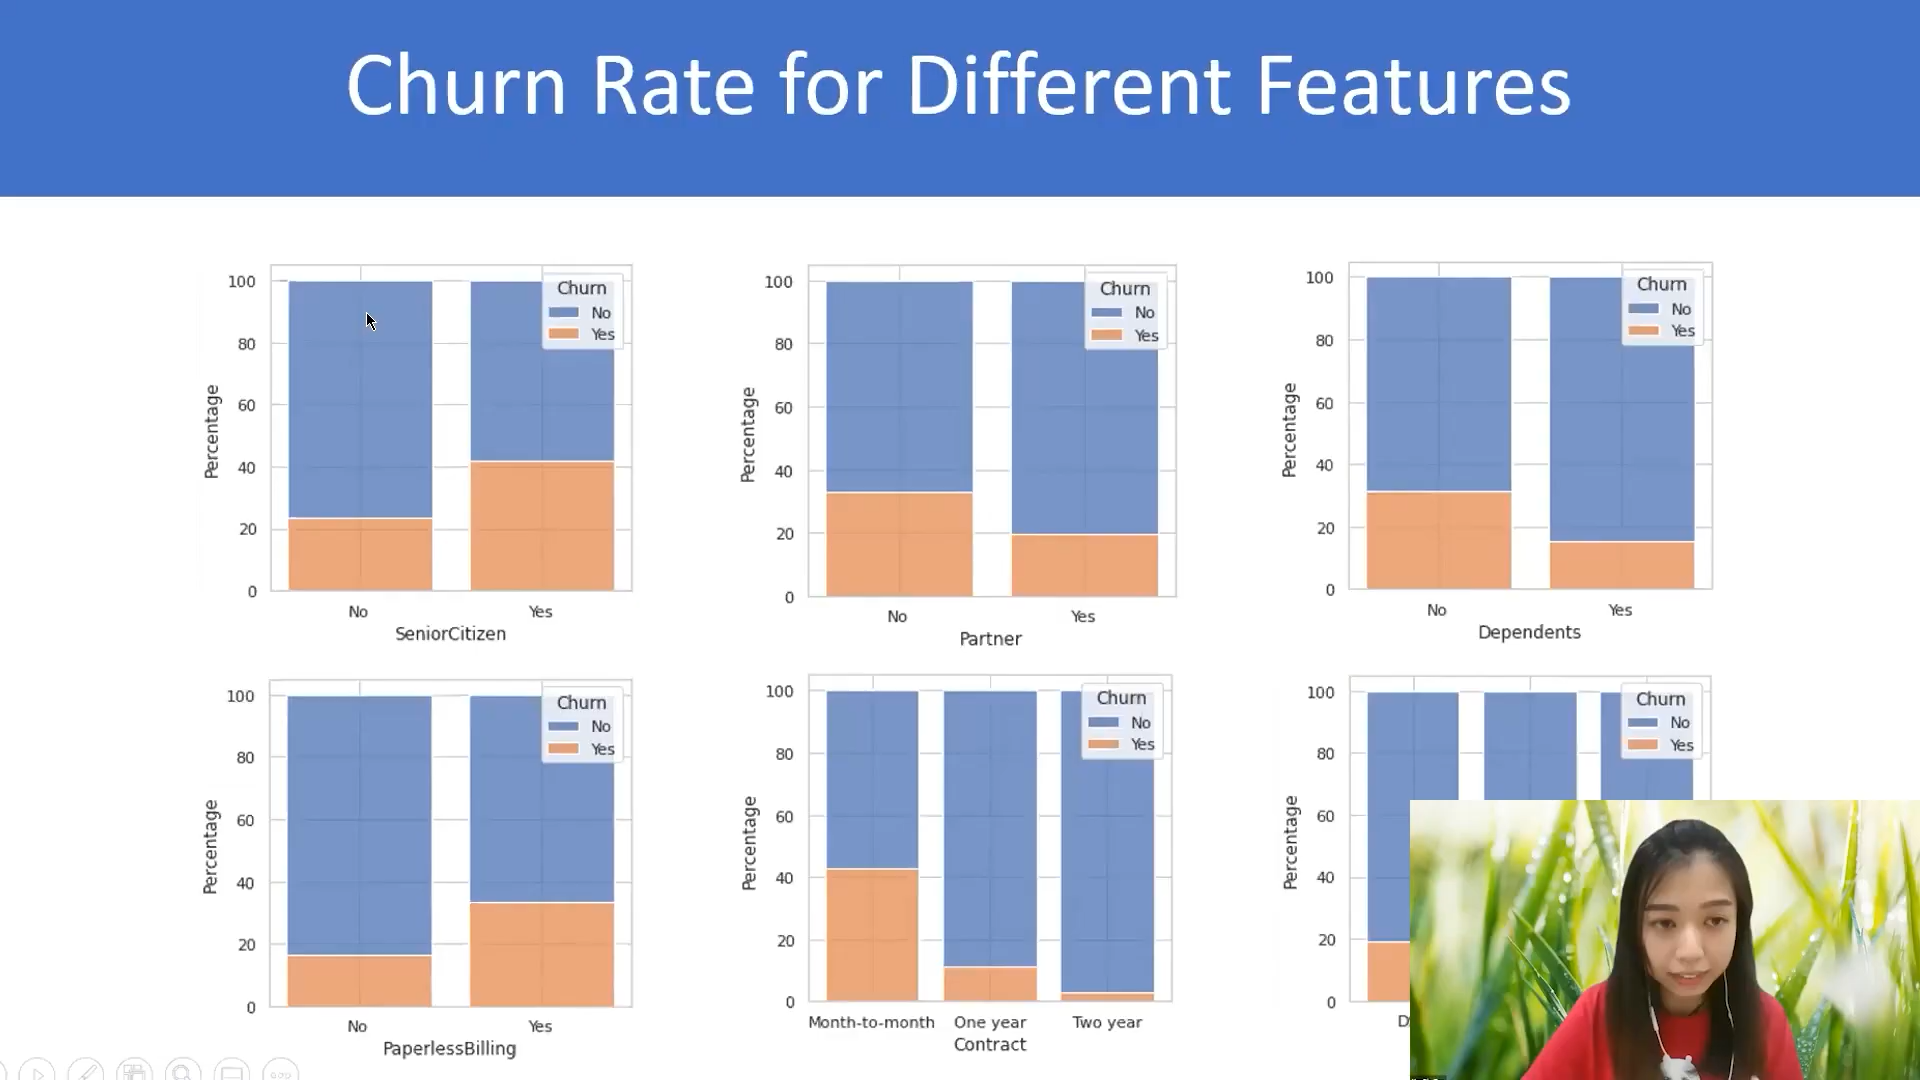 Churn Rate for Different Features
100
80
60
40
20
0
Percentage
Churn
No
Yes
No
Yes
SeniorCitizen
100
80
60
40
20
0
Percentage
Churn
No
Yes
No
Yes
Partner
100
80
60
40
20
0
Percentage
Churn
No
Yes
No
Yes
Dependents
100
80
60
40
20
0
Percentage
Churn
No
Yes
No
Yes
PaperlessBilling
100
80
60
40
20
0
Percentage
Churn
No
Yes
Month-to-month
One year
Two year
Contract
100
80
60
40
20
0
Percentage
Churn
No
Yes